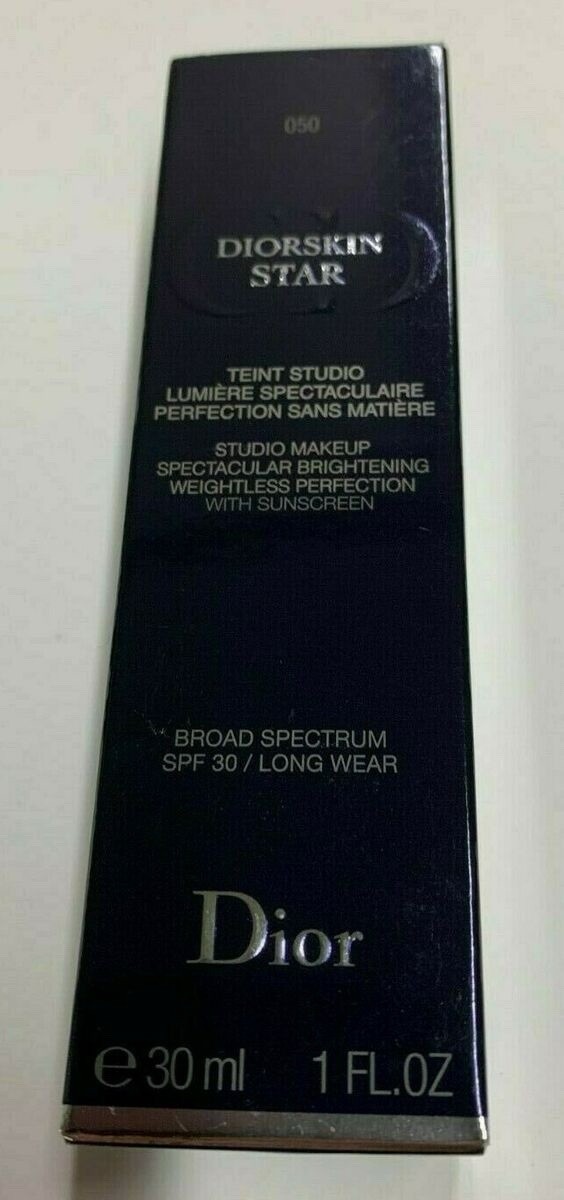 050
DIORSKIN
STAR
TEINT STUDIO
LUMIÈRE SPECTACULAIRE
PERFECTION SANS MATIÈRE
STUDIO MAKEUP
SPECTACULAR BRIGHTENING
WEIGHTLESS PERFECTION
WITH SUNSCREEN
BROAD SPECTRUM
SPF 30 / LONG WEAR
Dior
℮ 30 ml 1 FL.OZ